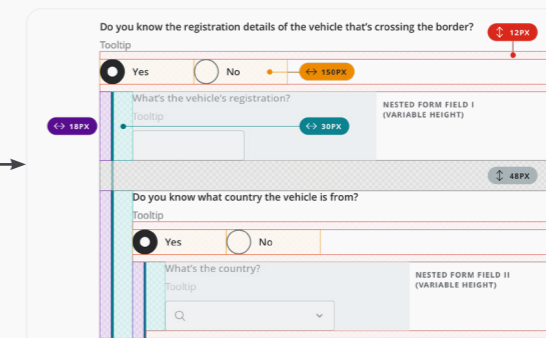 Do you know the registration details of the vehicle that's crossing the border?
12PX
Tooltip
Yes
No
150PX
What's the vehicle's registration?
NESTED FORM FIELD I
(VARIABLE HEIGHT)
Tooltip
18PX
30PX
48PX
Do you know what country the vehicle is from?
Tooltip
Yes
No
What's the country?
NESTED FORM FIELD II
(VARIABLE HEIGHT)
Tooltip